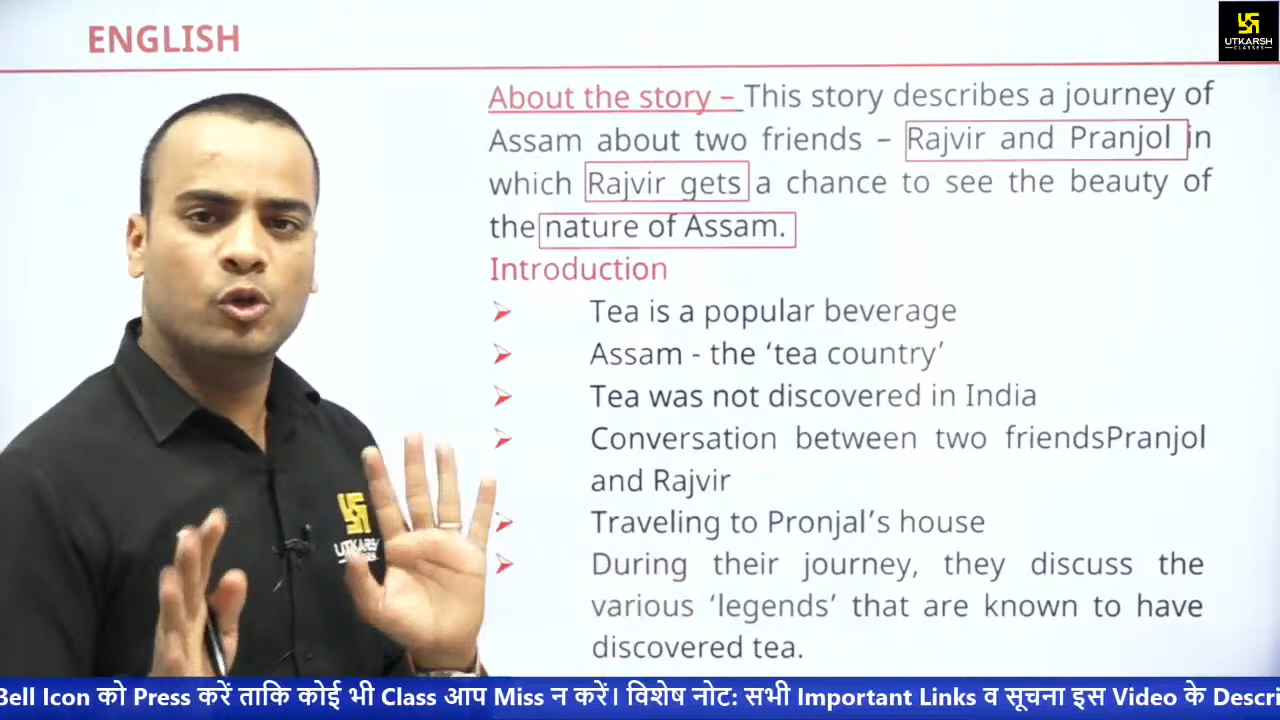 ENGLISH
UTKARSH
CLASSES
About the story – This story describes a journey of
Assam about two friends – Rajvir and Pranjol in
which Rajvir gets a chance to see the beauty of
the nature of Assam.
Introduction
Tea is a popular beverage
Assam - the ‘tea country’
Tea was not discovered in India
Conversation between two friendsPranjol
and Rajvir
Traveling to Pronjal’s house
During their journey, they discuss the
various ‘legends’ that are known to have
discovered tea.
UTKARSH
Bell Icon को Press करें ताकि कोई भी Class आप Miss न करें। विशेष नोट: सभी Important Links व सूचना इस Video के Descri